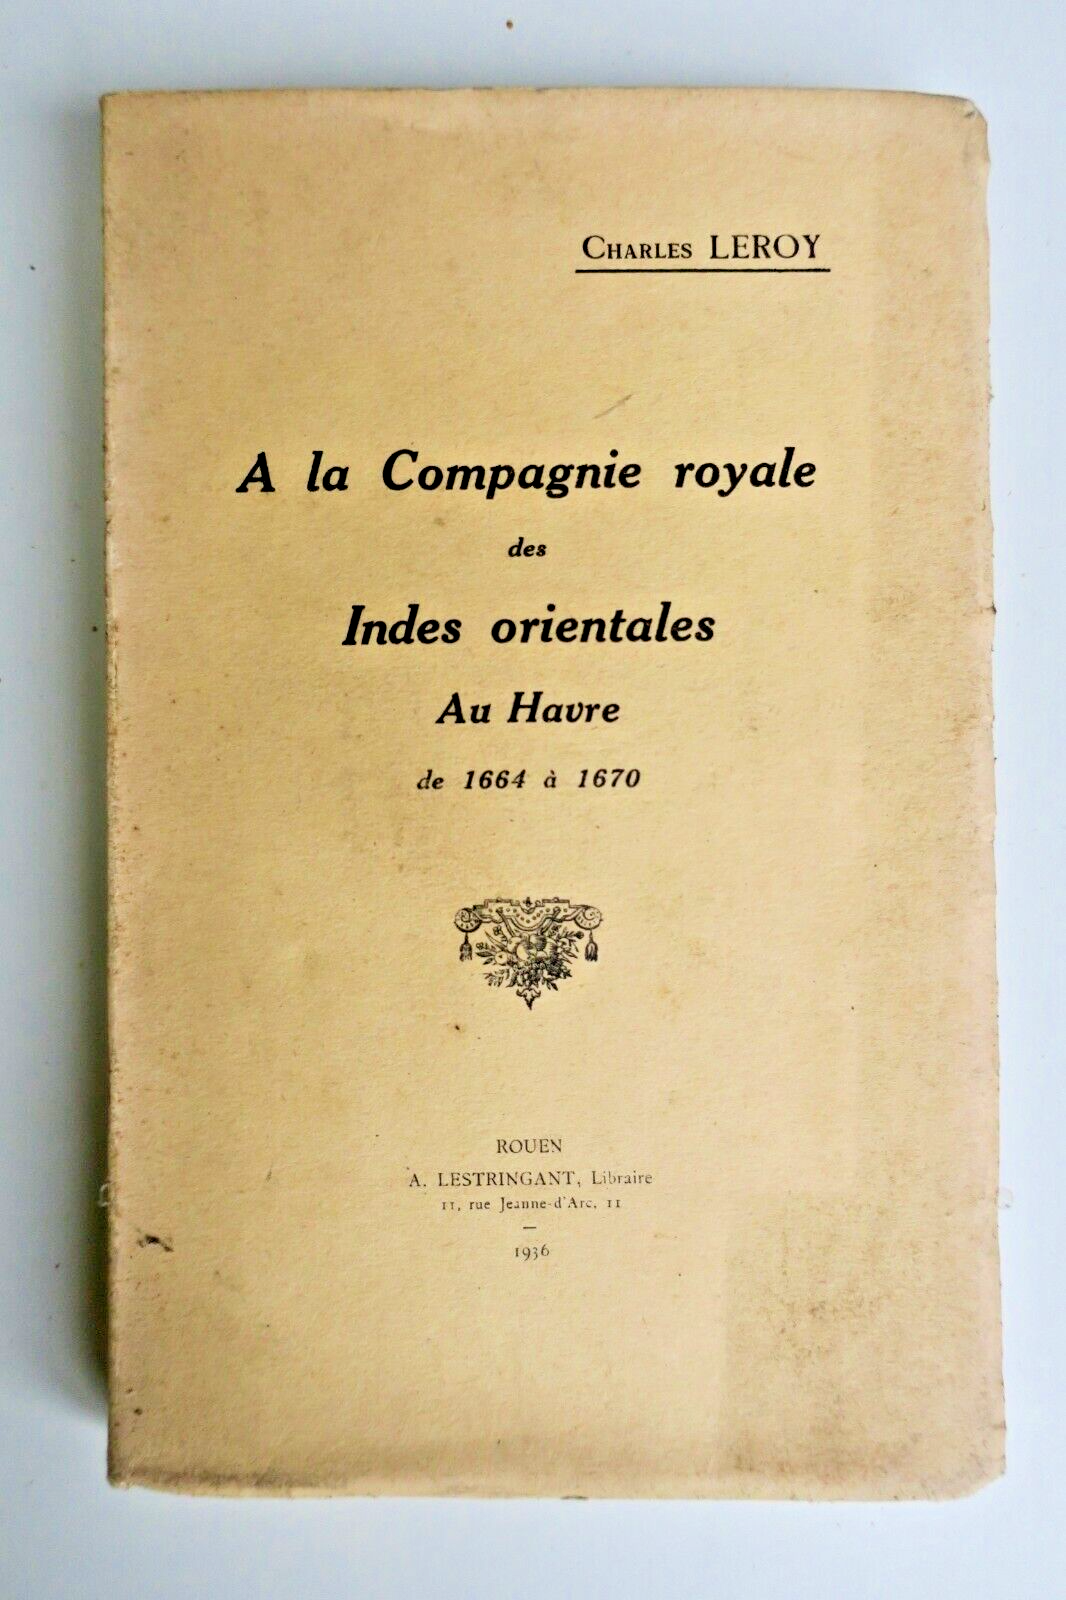 CHARLES LEROY
A la Compagnie royale
des
Indes orientales
Au Havre
de 1664 à 1670
ROUEN
A. LESTRINGANT, Libraire
11, rue Jeanne-d'Arc, 11
1936